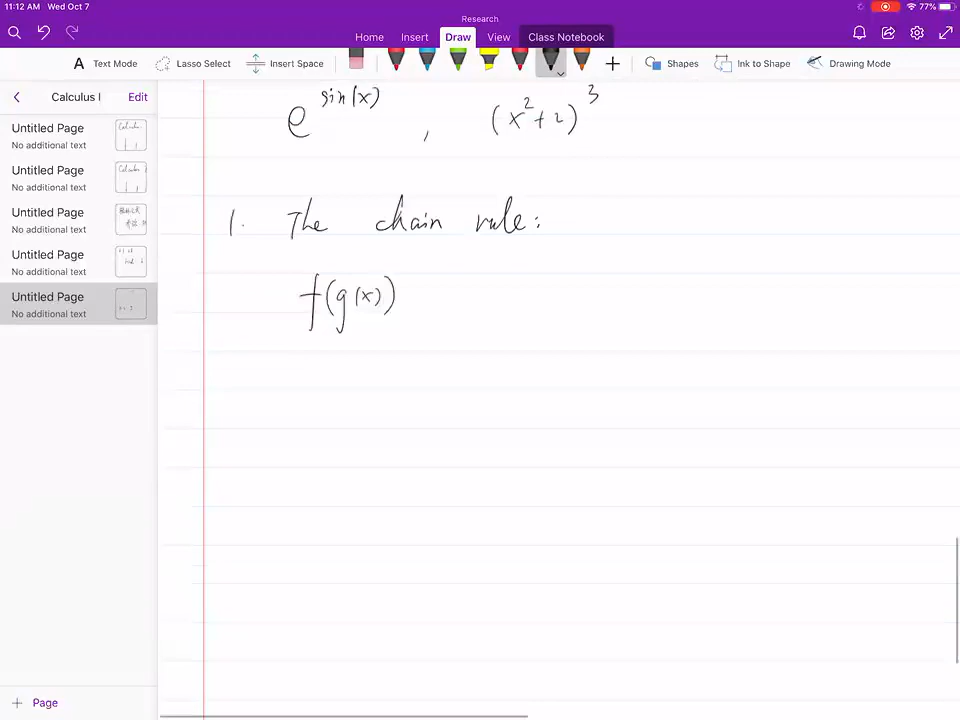 11:12 AM Wed Oct 7
77%
Research
Home Insert Draw View Class Notebook
Text Mode Lasso Select Insert Space Shapes Ink to Shape Drawing Mode
Calculus I Edit
Untitled Page
No additional text
Untitled Page
No additional text
Untitled Page
No additional text
Untitled Page
No additional text
Untitled Page
No additional text
Page
e^sin(x) , (x²+2)³
1. The chain rule:
f(g(x))